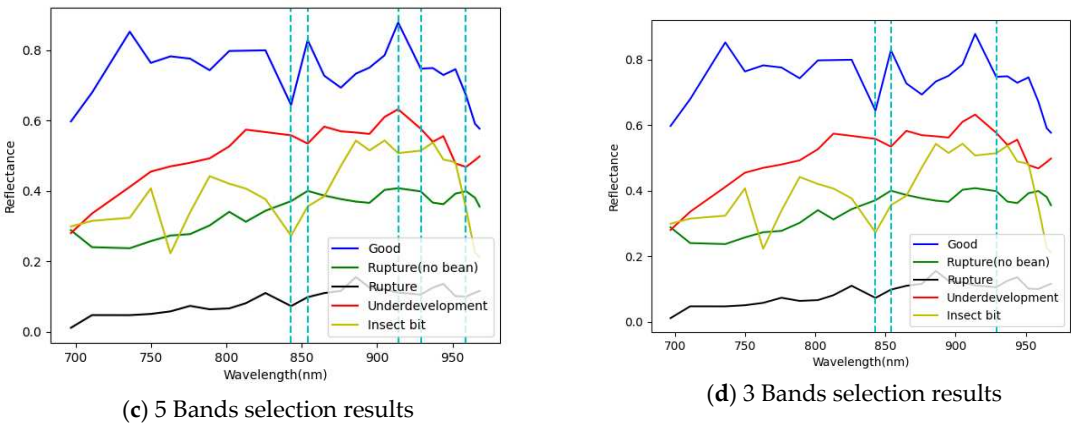 0.8
0.6
0.4
0.2
0.0
Reflectance
700 750 800 850 900 950
Wavelength(nm)
Good
Rupture(no bean)
Rupture
Underdevelopment
Insect bit
(c) 5 Bands selection results
0.8
0.6
0.4
0.2
0.0
Reflectance
700 750 800 850 900 950
Wavelength(nm)
Good
Rupture(no bean)
Rupture
Underdevelopment
Insect bit
(d) 3 Bands selection results